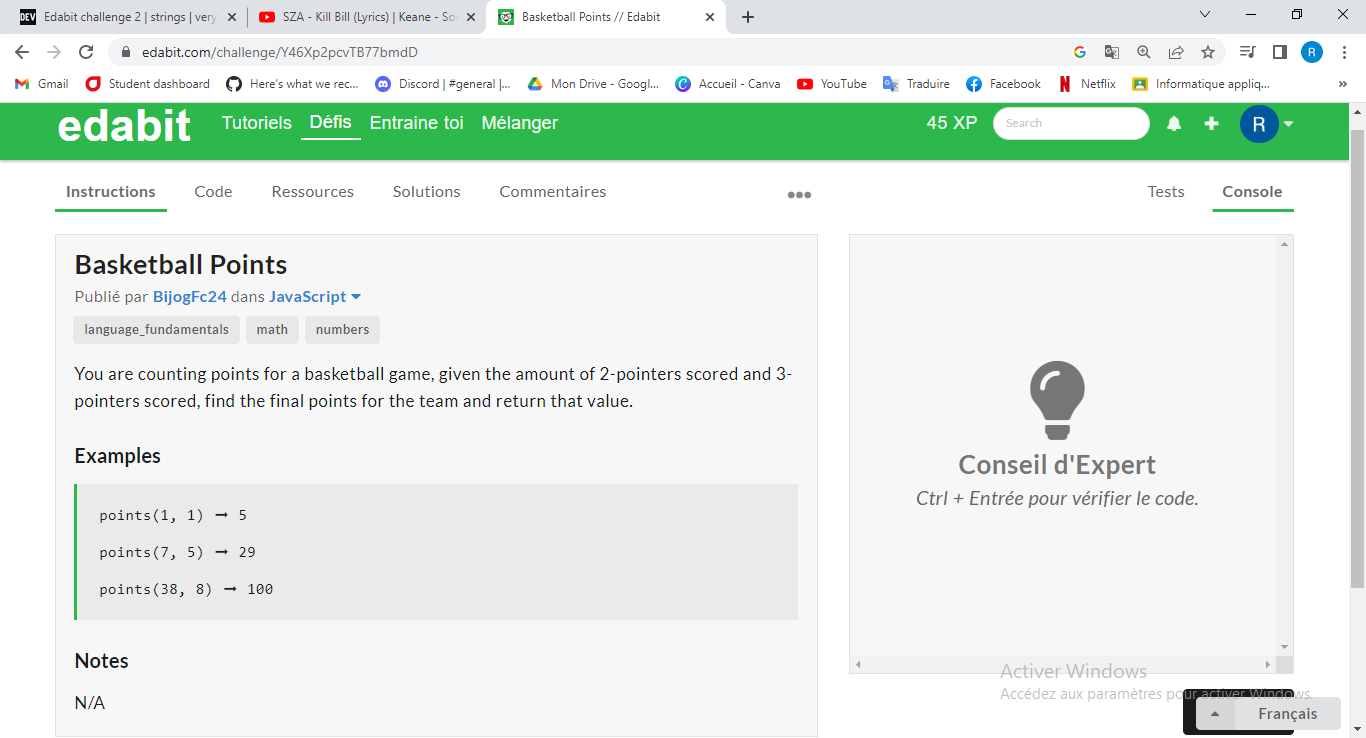 Edabit challenge 2 | strings | very
SZA - Kill Bill (Lyrics) | Keane - So
Basketball Points // Edabit
edabit.com/challenge/Y46Xp2pcvTB77bmdD
R
Gmail
Student dashboard
Here's what we rec...
Discord | #general |...
Mon Drive - Googl...
Accueil - Canva
YouTube
Traduire
Facebook
Netflix
Informatique appliq...
edabit
Tutoriels
Défis
Entraine toi
Mélanger
45 XP
Search
R
Instructions
Code
Ressources
Solutions
Commentaires
Tests
Console
Basketball Points
Publié par BijogFc24 dans JavaScript
language_fundamentals
math
numbers
You are counting points for a basketball game, given the amount of 2-pointers scored and 3-
pointers scored, find the final points for the team and return that value.
Examples
points(1, 1) ➞ 5
points(7, 5) ➞ 29
points(38, 8) ➞ 100
Notes
N/A
Conseil d'Expert
Ctrl + Entrée pour vérifier le code.
Activer Windows
Accédez aux paramètres pour activer Windows.
Français